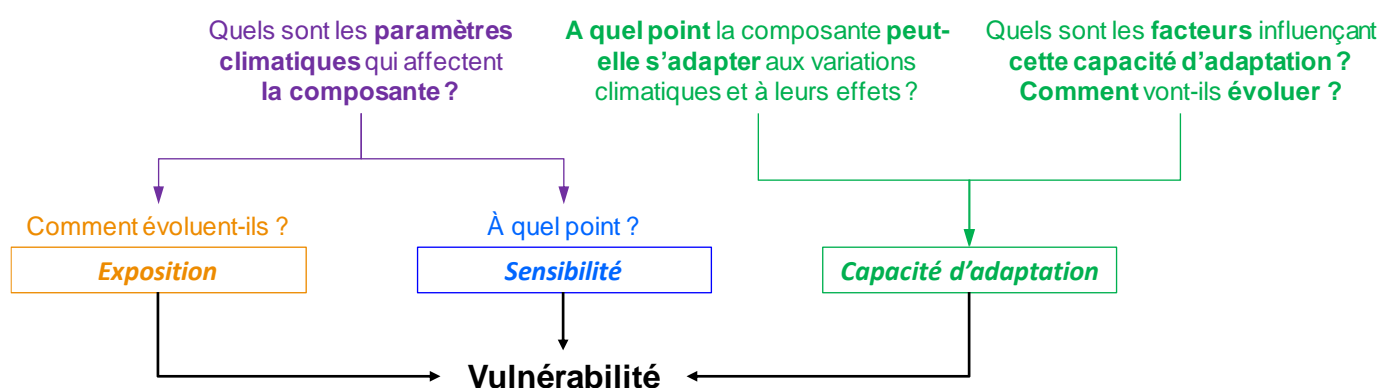 Quels sont les paramètres
climatiques qui affectent
la composante ?
A quel point la composante peut-
elle s’adapter aux variations
climatiques et à leurs effets ?
Quels sont les facteurs influençant
cette capacité d’adaptation ?
Comment vont-ils évoluer ?
Comment évoluent-ils ?
À quel point ?
Exposition
Sensibilité
Capacité d’adaptation
Vulnérabilité